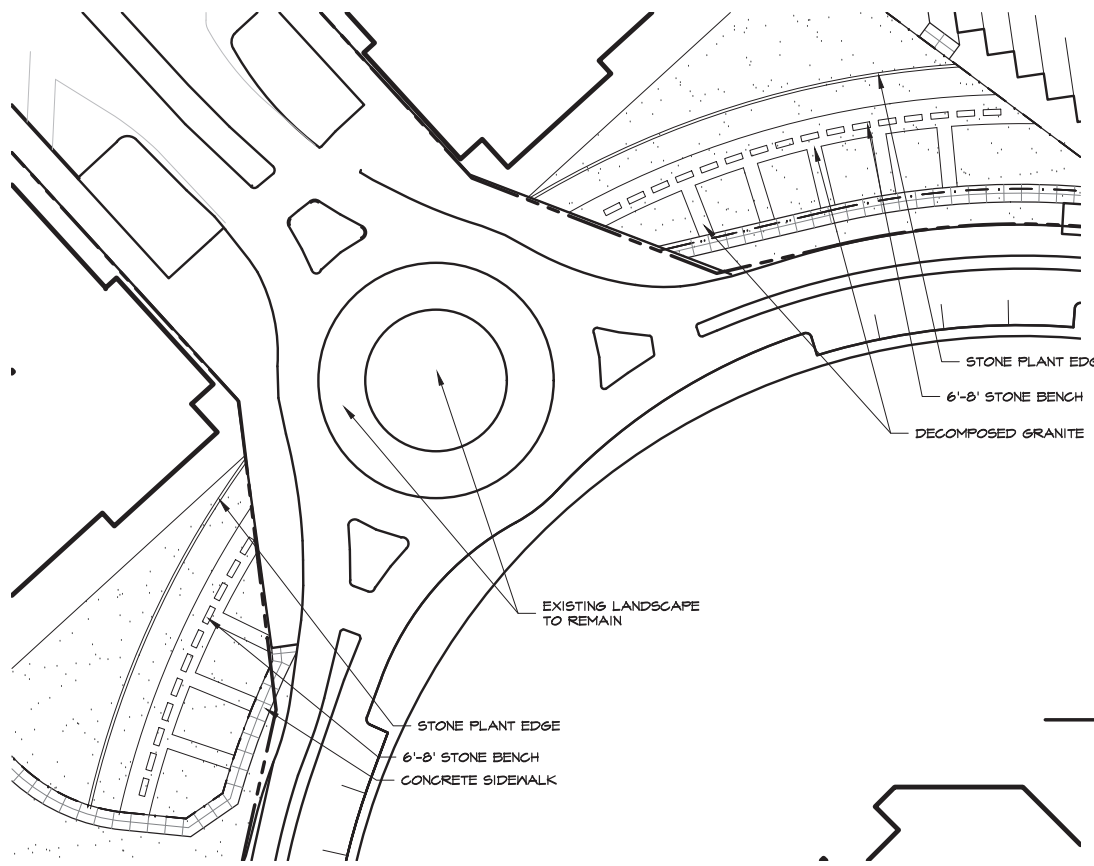 STONE PLANT EDG
6'-8' STONE BENCH
DECOMPOSED GRANITE
EXISTING LANDSCAPE
TO REMAIN
STONE PLANT EDGE
6'-8' STONE BENCH
CONCRETE SIDEWALK